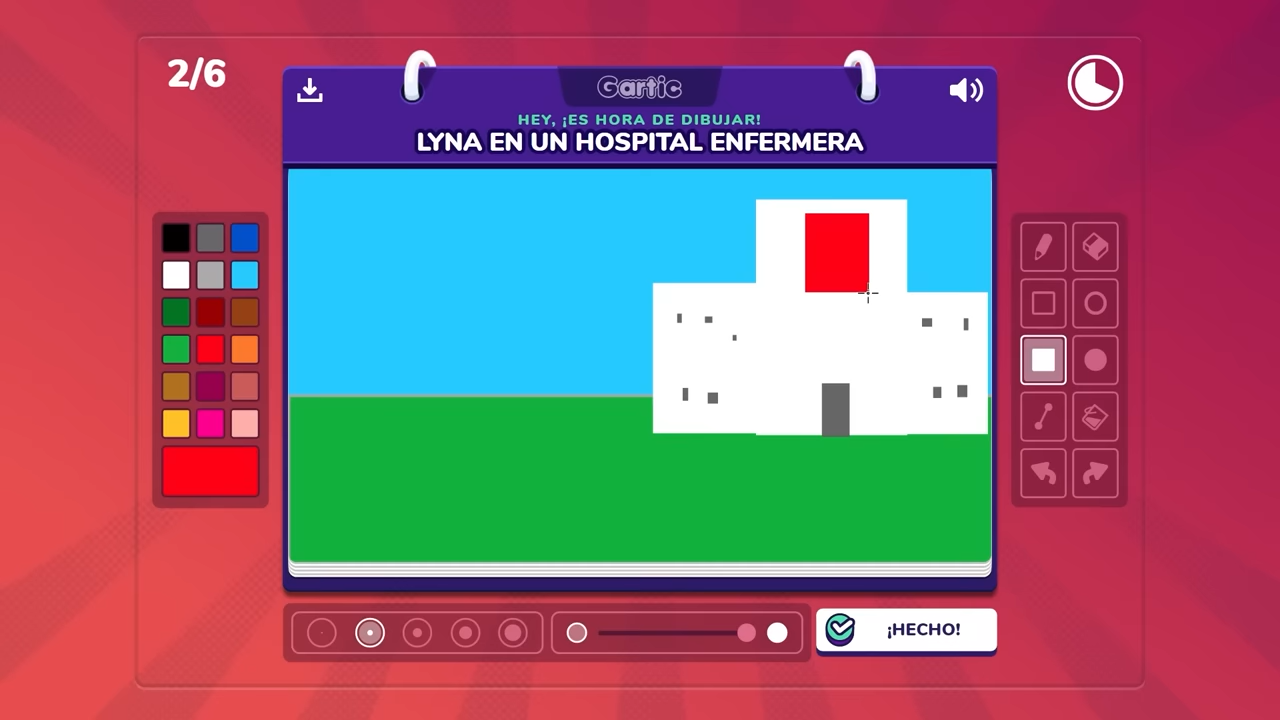 2/6
Gartic
HEY, ¡ES HORA DE DIBUJAR!
LYNA EN UN HOSPITAL ENFERMERA
¡HECHO!